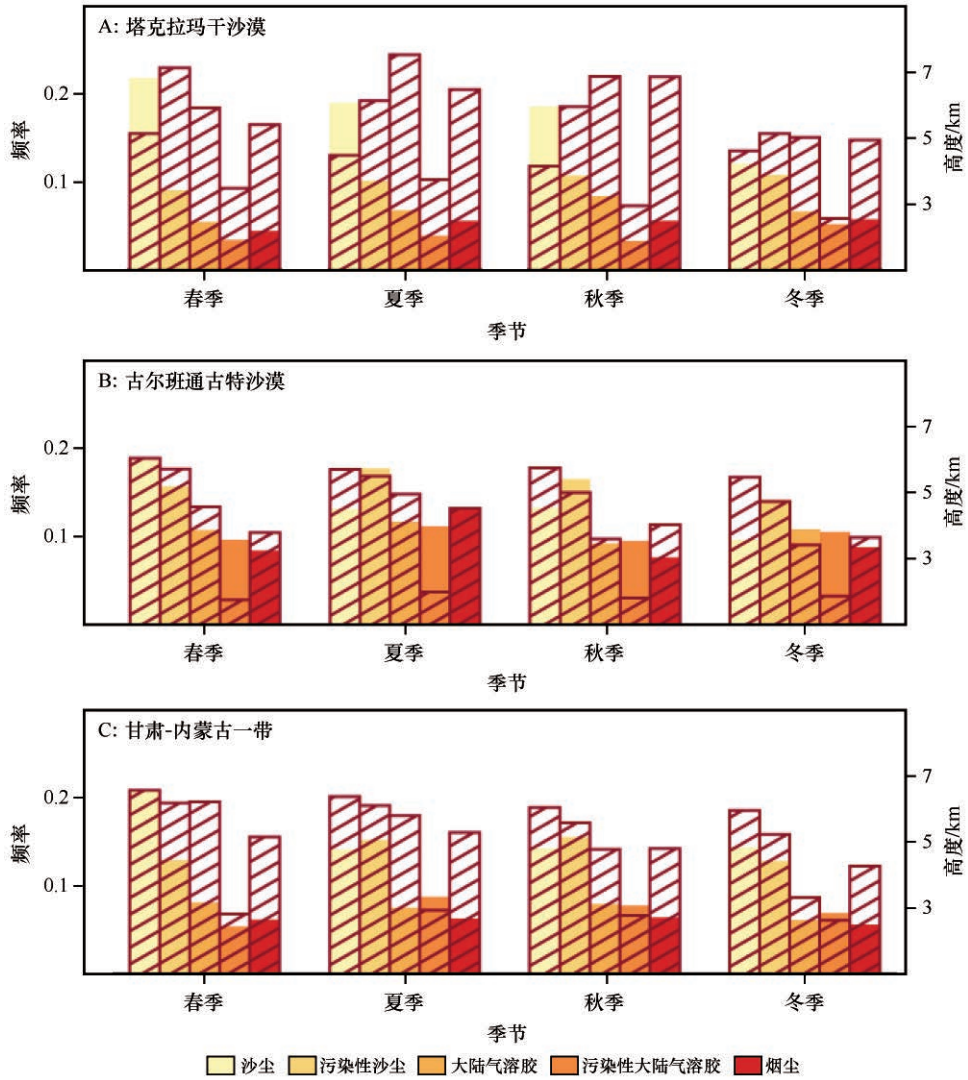 A: 塔克拉玛干沙漠
频率
0.2
0.1
7
5
3
高度/km
春季
夏季
秋季
冬季
季节
B: 古尔班通古特沙漠
频率
0.2
0.1
7
5
3
高度/km
春季
夏季
秋季
冬季
季节
C: 甘肃-内蒙古一带
频率
0.2
0.1
7
5
3
高度/km
春季
夏季
秋季
冬季
季节
沙尘 污染性沙尘 大陆气溶胶 污染性大陆气溶胶 烟尘